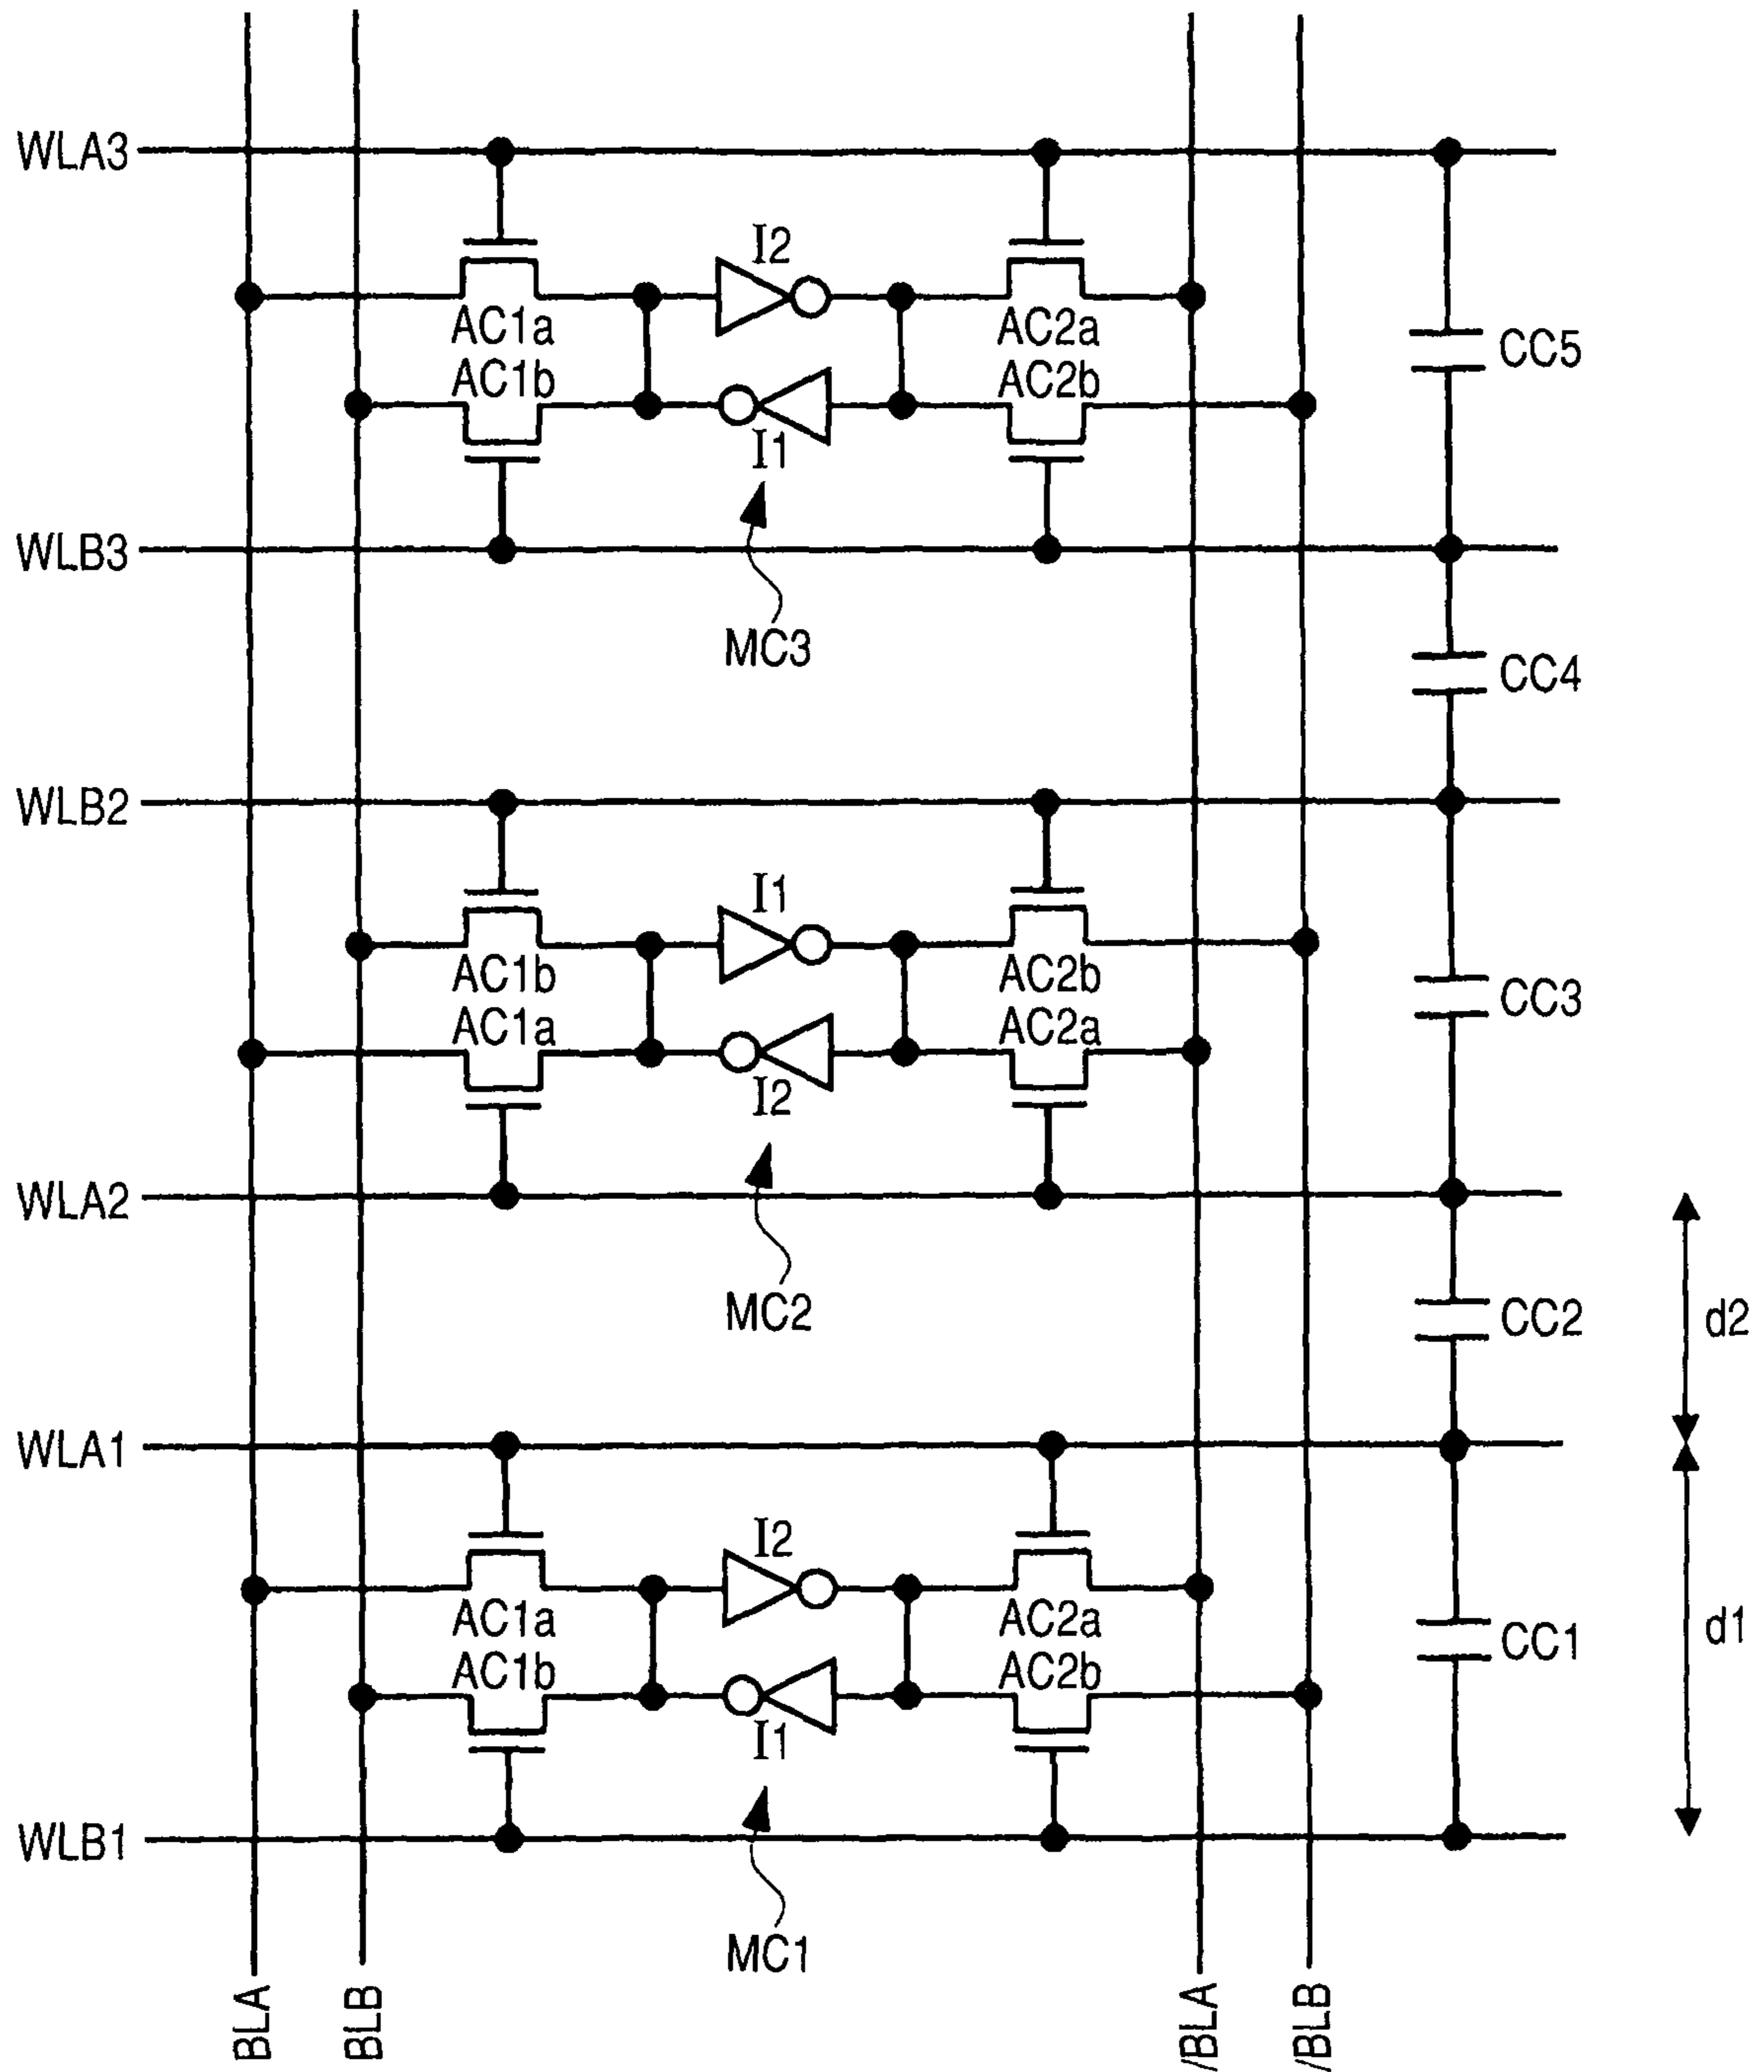 WLA3
I2
AC1a
AC2a
CC5
AC1b
AC2b
I1
WLB3
MC3
CC4
WLB2
I1
AC1b
AC2b
CC3
AC1a
AC2a
I2
WLA2
MC2
CC2
d2
WLA1
I2
AC1a
AC2a
CC1
d1
AC1b
AC2b
I1
WLB1
MC1
BLA
BLB
/BLA
/BLB